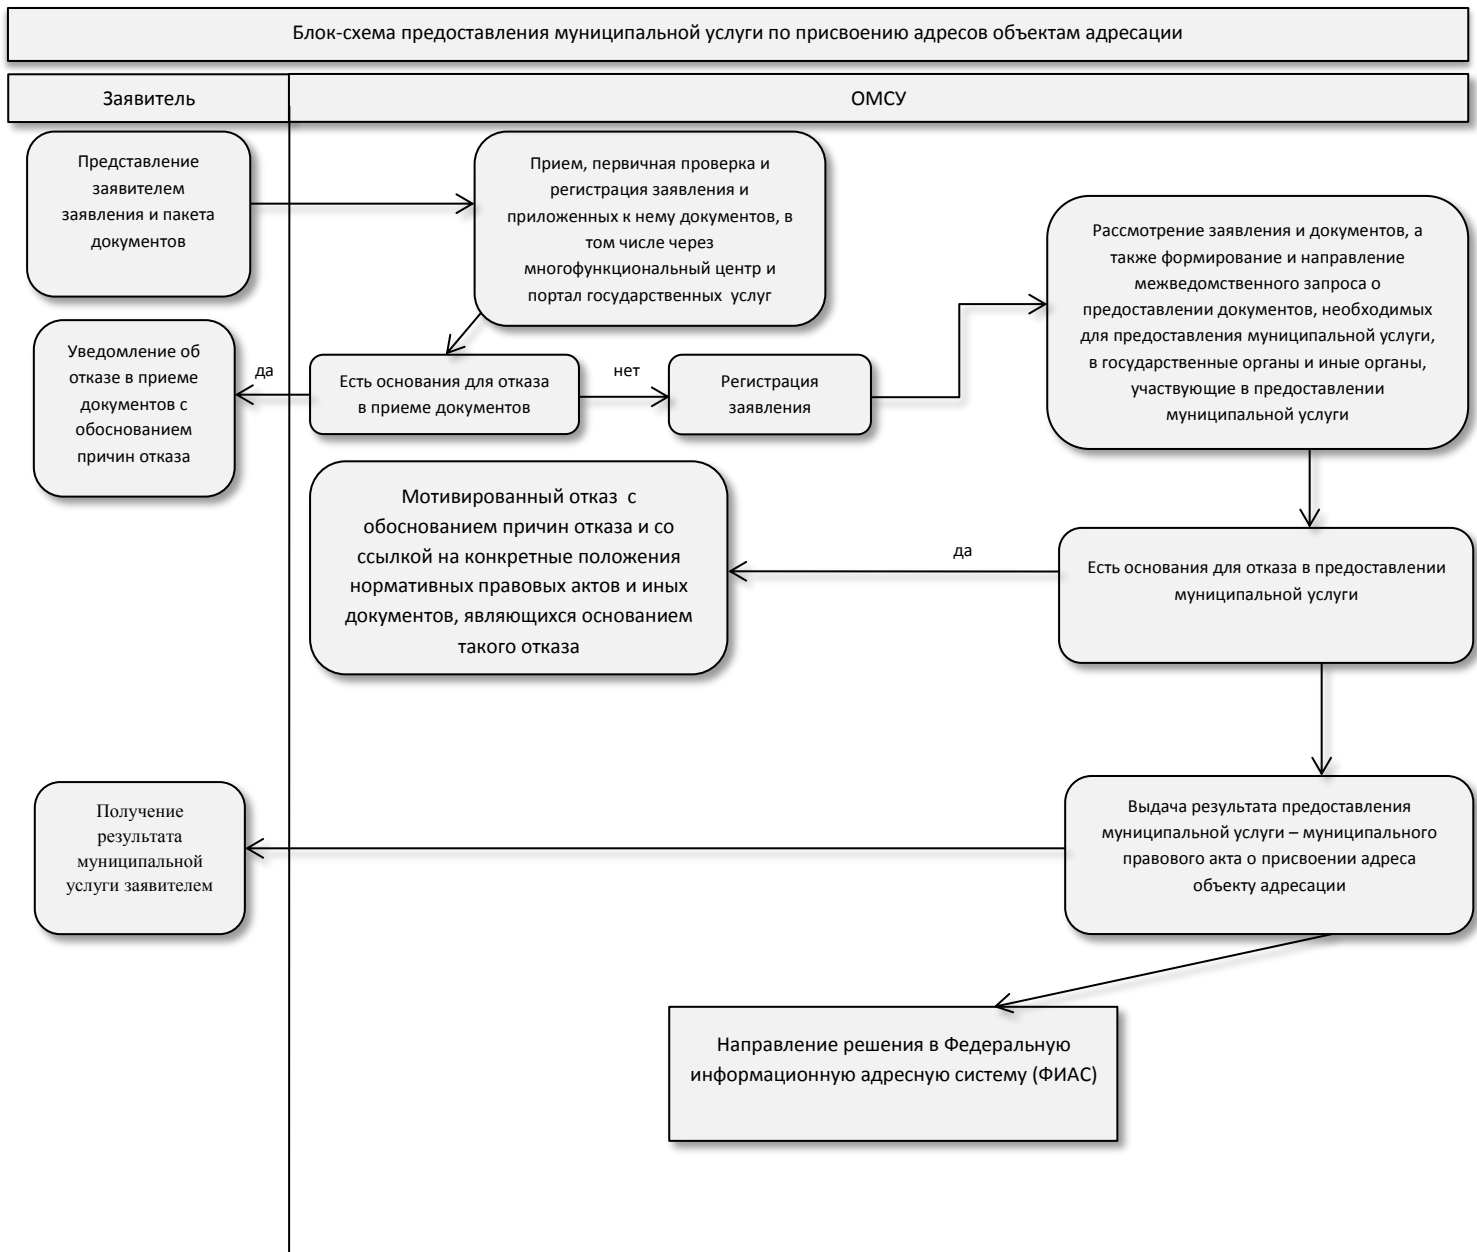 Блок-схема предоставления муниципальной услуги по присвоению адресов объектам адресации
Заявитель
ОМСУ
Представление
заявителем
заявления и пакета
документов
Прием, первичная проверка и
регистрация заявления и
приложенных к нему документов, в
том числе через
многофункциональный центр и
портал государственных услуг
Рассмотрение заявления и документов, а
также формирование и направление
межведомственного запроса о
предоставлении документов, необходимых
для предоставления муниципальной услуги,
в государственные органы и иные органы,
участвующие в предоставлении
муниципальной услуги
Уведомление об
отказе в приеме
документов с
обоснованием
причин отказа
да
Есть основания для отказа
в приеме документов
нет
Регистрация
заявления
Мотивированный отказ с
обоснованием причин отказа и со
ссылкой на конкретные положения
нормативных правовых актов и иных
документов, являющихся основанием
такого отказа
да
Есть основания для отказа в предоставлении
муниципальной услуги
Получение
результата
муниципальной
услуги заявителем
Выдача результата предоставления
муниципальной услуги – муниципального
правового акта о присвоении адреса
объекту адресации
Направление решения в Федеральную
информационную адресную систему (ФИАС)